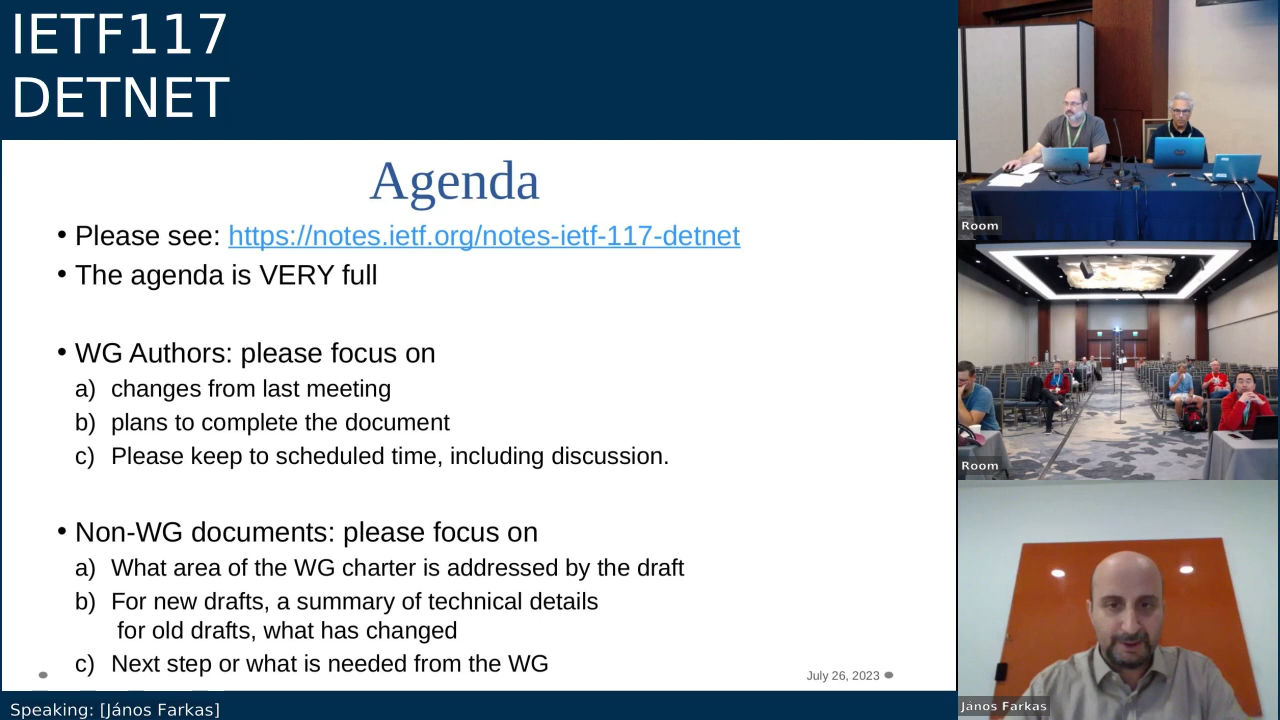 IETF117
DETNET
Agenda
• Please see: https://notes.ietf.org/notes-ietf-117-detnet
• The agenda is VERY full
• WG Authors: please focus on
a) changes from last meeting
b) plans to complete the document
c) Please keep to scheduled time, including discussion.
• Non-WG documents: please focus on
a) What area of the WG charter is addressed by the draft
b) For new drafts, a summary of technical details
for old drafts, what has changed
c) Next step or what is needed from the WG
July 26, 2023
Speaking: [János Farkas]
Room
Room
János Farkas